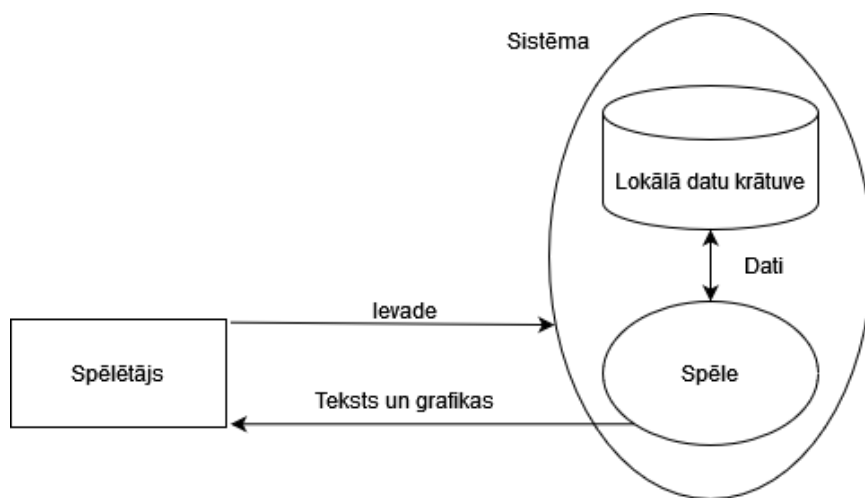 Sistēma
Lokālā datu krātuve
Dati
Ievade
Spēlētājs
Spēle
Teksts un grafikas